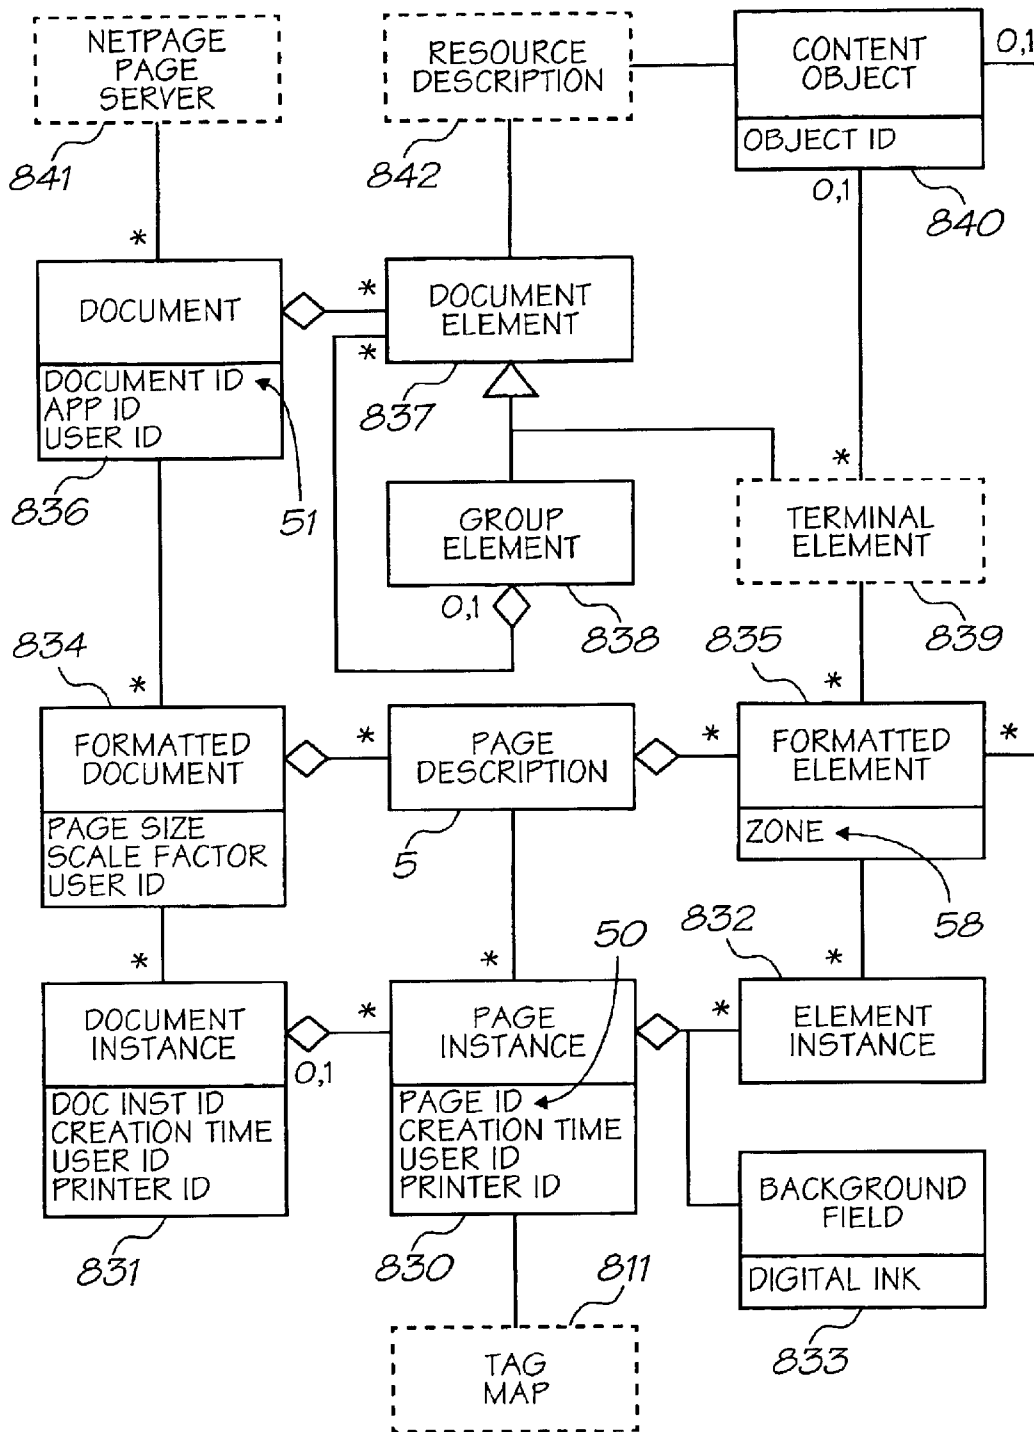 NETPAGE
PAGE
SERVER
841
RESOURCE
DESCRIPTION
842
CONTENT
OBJECT
OBJECT ID
0,1
0,1
840
*
DOCUMENT
DOCUMENT ID
APP ID
USER ID
836
51
*
*
DOCUMENT
ELEMENT
837
GROUP
ELEMENT
0,1
838
*
TERMINAL
ELEMENT
839
834
*
FORMATTED
DOCUMENT
PAGE SIZE
SCALE FACTOR
USER ID
*
PAGE
DESCRIPTION
5
835
*
*
FORMATTED
ELEMENT
*
ZONE
58
*
DOCUMENT
INSTANCE
0,1
DOC INST ID
CREATION TIME
USER ID
PRINTER ID
831
*
*
50
PAGE
INSTANCE
PAGE ID
CREATION TIME
USER ID
PRINTER ID
830
832
*
*
ELEMENT
INSTANCE
BACKGROUND
FIELD
DIGITAL INK
833
811
TAG
MAP